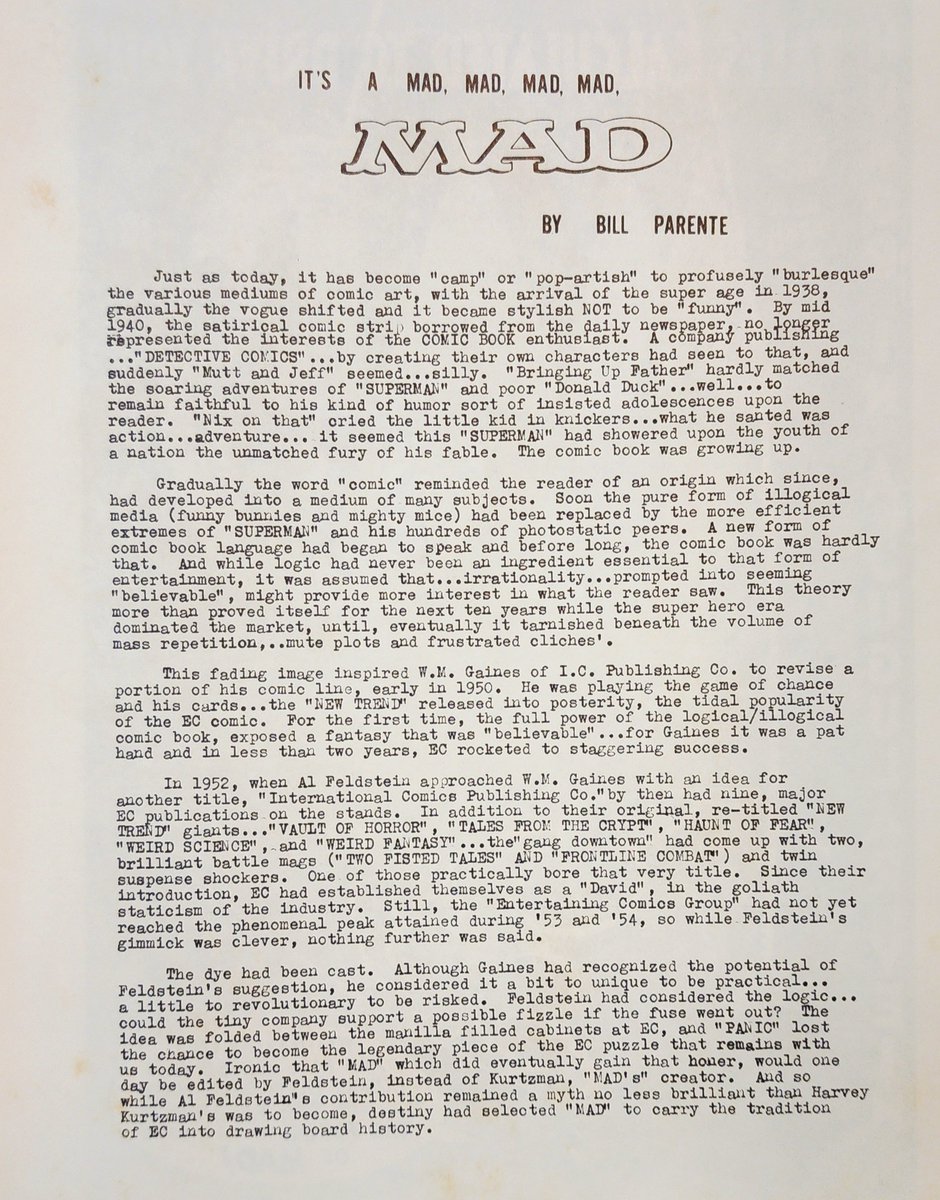 IT'S A MAD, MAD, MAD, MAD,
MAD
BY BILL PARENTE
Just as today, it has become "camp" or "pop-artish" to profusely "burlesque"
the various mediums of comic art, with the arrival of the super age in 1938,
gradually the vogue shifted and it became stylish NOT to be "funny". By mid
1940, the satirical comic strip borrowed from the daily newspaper, no longer
represented the interests of the COMIC BOOK enthusiast. A company publishing
..."DETECTIVE COMICS"...by creating their own characters had seen to that, and
suddenly "Mutt and Jeff" seemed...silly. "Bringing Up Father" hardly matched
the soaring adventures of "SUPERMAN" and poor "Donald Duck"...well...to
remain faithful to his kind of humor sort of insisted adolescences upon the
reader. "Nix on that" cried the little kid in knickers...what he santed was
action...adventure... it seemed this "SUPERMAN" had showered upon the youth of
a nation the unmatched fury of his fable. The comic book was growing up.
Gradually the word "comic" reminded the reader of an origin which since,
had developed into a medium of many subjects. Soon the pure form of illogical
media (funny bunnies and mighty mice) had been replaced by the more efficient
extremes of "SUPERMAN" and his hundreds of photostatic peers. A new form of
comic book language had began to speak and before long, the comic book was hardly
that. And while logic had never been an ingredient essential to that form of
entertainment, it was assumed that...irrationality...prompted into seeming
"believable", might provide more interest in what the reader saw. This theory
more than proved itself for the next ten years while the super hero era
dominated the market, until, eventually it tarnished beneath the volume of
mass repetition,..mute plots and frustrated cliches'.
This fading image inspired W.M. Gaines of I.C. Publishing Co. to revise a
portion of his comic line, early in 1950. He was playing the game of chance
and his cards...the "NEW TREND" released into posterity, the tidal popularity
of the EC comic. For the first time, the full power of the logical/illogical
comic book, exposed a fantasy that was "believable"...for Gaines it was a pat
hand and in less than two years, EC rocketed to staggering success.
In 1952, when Al Feldstein approached W.M. Gaines with an idea for
another title, "International Comics Publishing Co."by then had nine, major
EC publications on the stands. In addition to their original, re-titled "NEW
TREND" giants..."VAULT OF HORROR", "TALES FROM THE CRYPT", "HAUNT OF FEAR",
"WEIRD SCIENCE", and "WEIRD FANTASY"...the"gang downtown" had come up with two,
brilliant battle mags ("TWO FISTED TALES" AND "FRONTLINE COMBAT") and twin
suspense shockers. One of those practically bore that very title. Since their
introduction, EC had established themselves as a "David", in the goliath
staticism of the industry. Still, the "Entertaining Comics Group" had not yet
reached the phenomenal peak attained during '53 and '54, so while Feldstein's
gimmick was clever, nothing further was said.
The dye had been cast. Although Gaines had recognized the potential of
Feldstein's suggestion, he considered it a bit to unique to be practical...
a little to revolutionary to be risked. Feldstein had considered the logic...
could the tiny company support a possible fizzle if the fuse went out? The
idea was folded between the manilla filled cabinets at EC, and "PANIC" lost
the chance to become the legendary piece of the EC puzzle that remains with
us today. Ironic that "MAD" which did eventually gain that honer, would one
day be edited by Feldstein, instead of Kurtzman, "MAD's" creator. And so
while Al Feldstein"s contribution remained a myth no less brilliant than Harvey
Kurtzman's was to become, destiny had selected "MAD" to carry the tradition
of EC into drawing board history.